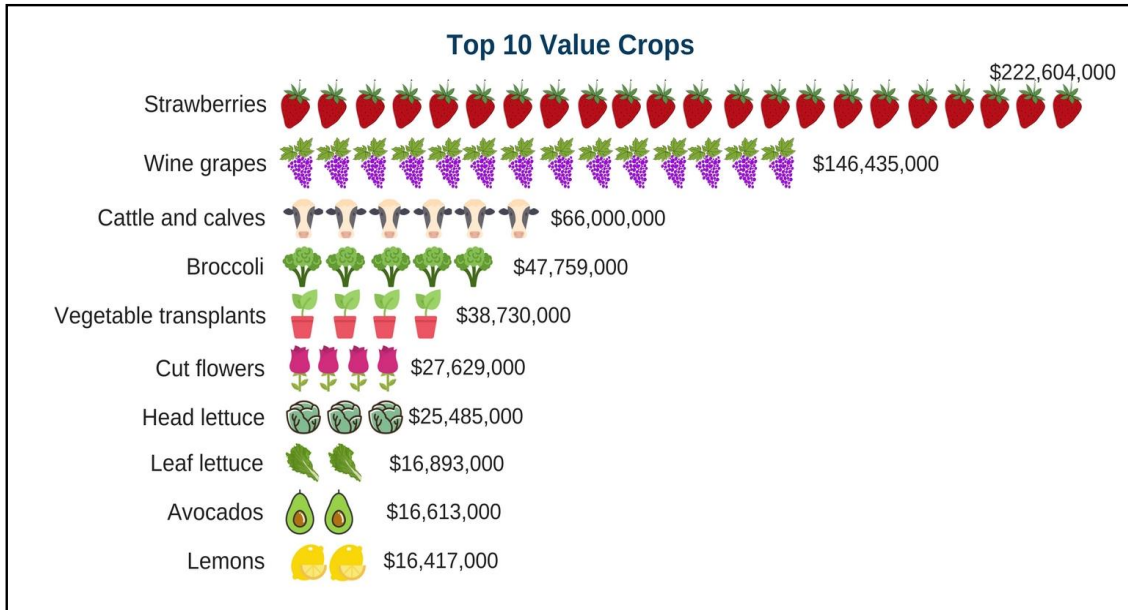 Top 10 Value Crops
Strawberries $222,604,000
Wine grapes $146,435,000
Cattle and calves $66,000,000
Broccoli $47,759,000
Vegetable transplants $38,730,000
Cut flowers $27,629,000
Head lettuce $25,485,000
Leaf lettuce $16,893,000
Avocados $16,613,000
Lemons $16,417,000